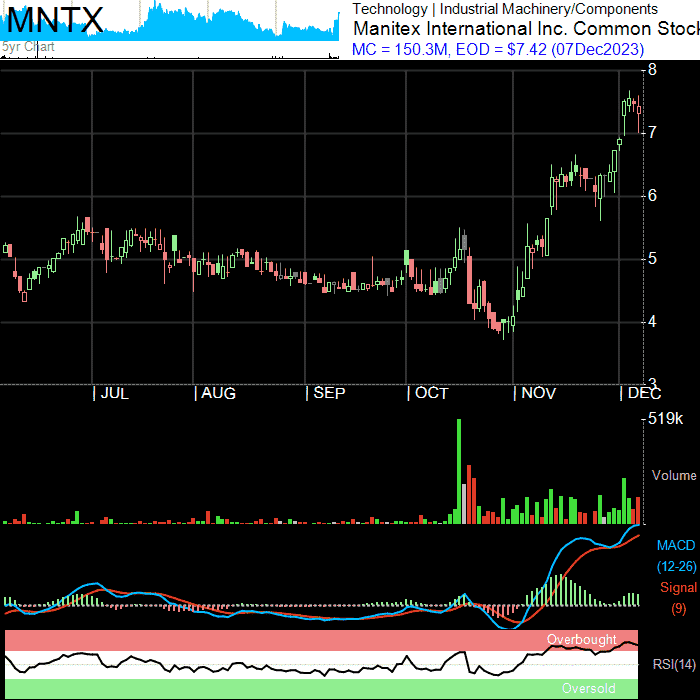 MNTX
5yr Chart
Technology | Industrial Machinery/Components
Manitex International Inc. Common Stock
MC = 150.3M, EOD = $7.42 (07Dec2023)
8
7
6
5
4
3
| JUL | AUG | SEP | OCT | NOV | DEC
519k
Volume
MACD
(12-26)
Signal
(9)
Overbought
RSI(14)
Oversold